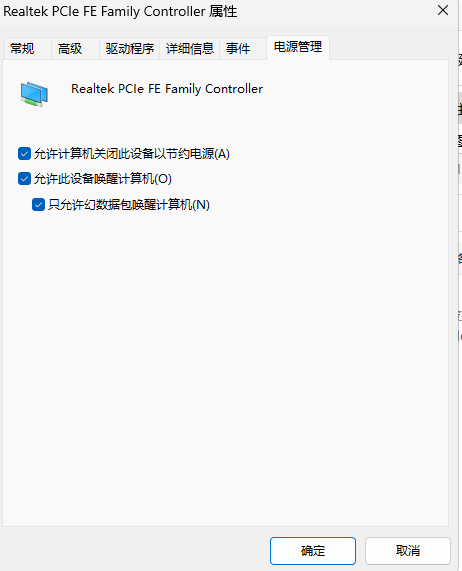 Realtek PCIe FE Family Controller 属性
常规 高级 驱动程序 详细信息 事件 电源管理
Realtek PCIe FE Family Controller
允许计算机关闭此设备以节约电源(A)
允许此设备唤醒计算机(O)
只允许幻数据包唤醒计算机(N)
确定 取消